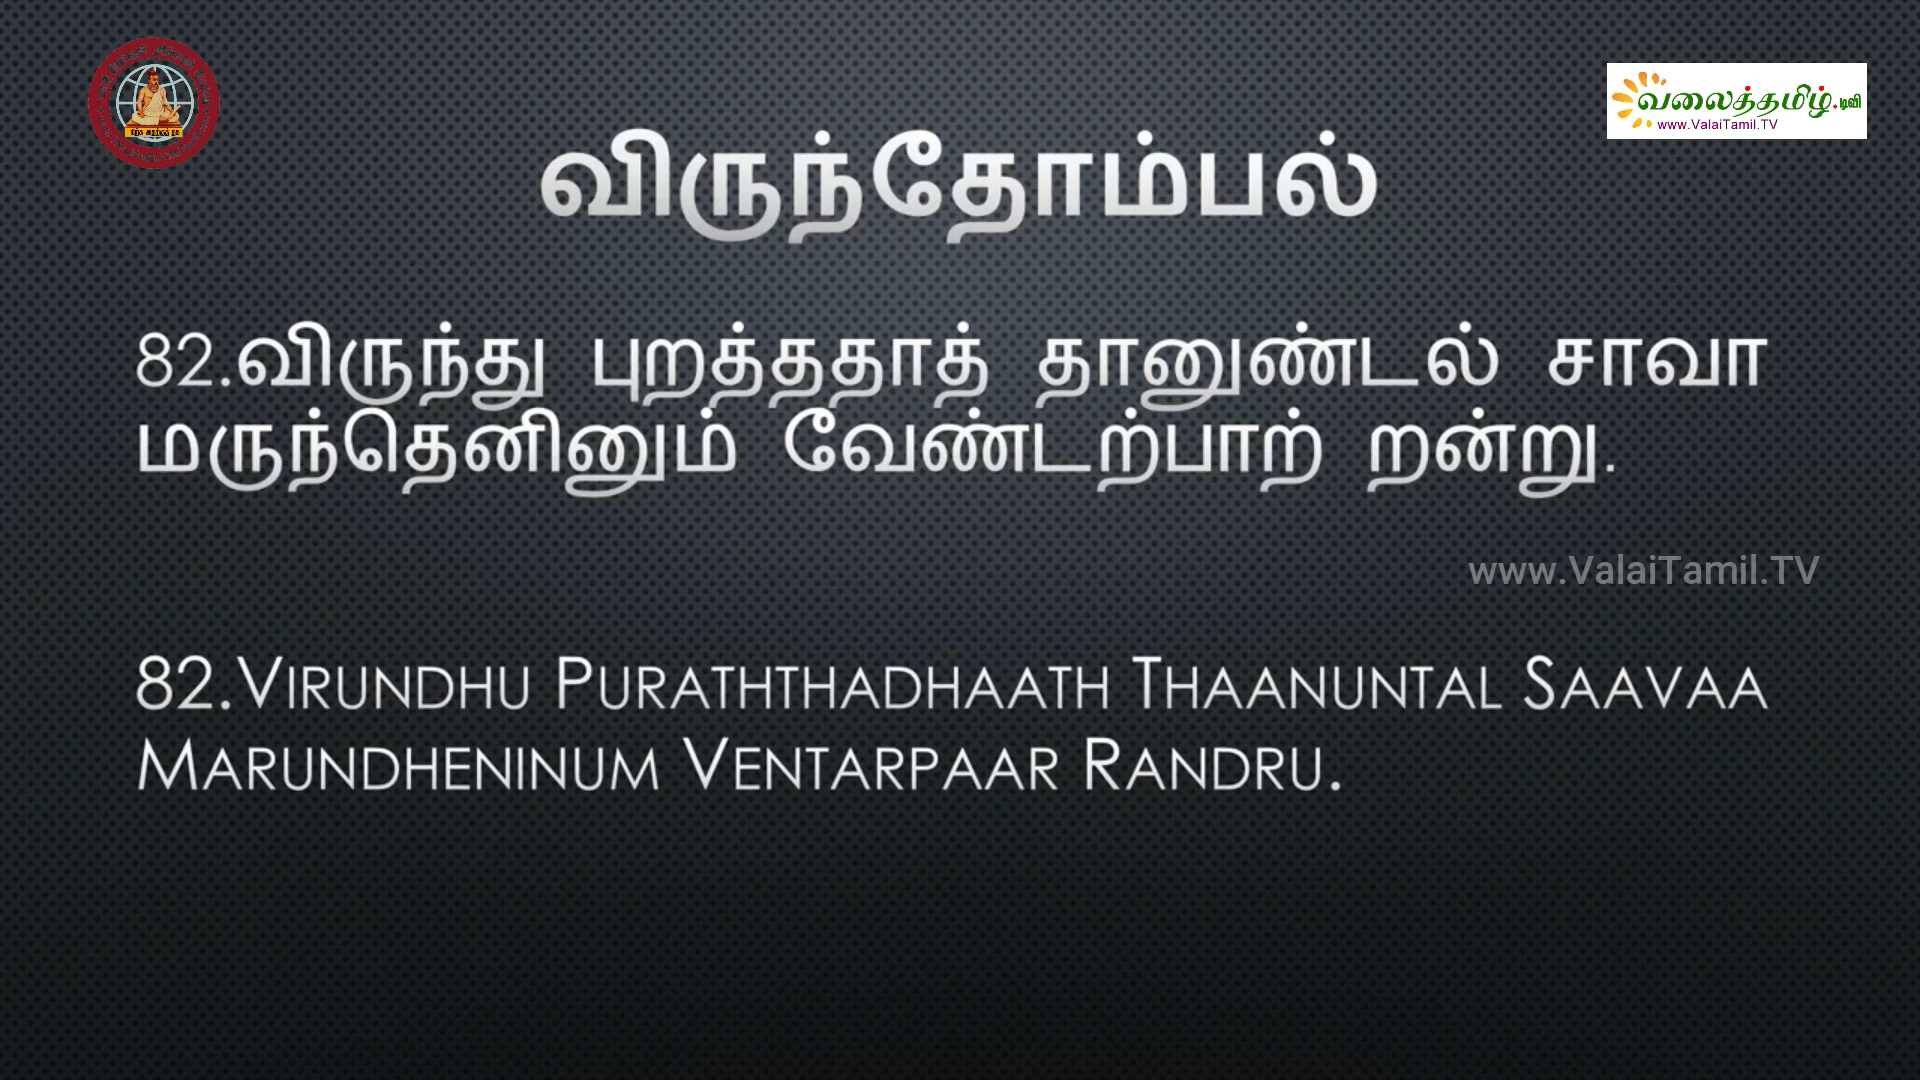 வலைத்தமிழ்.டிவி
www.ValaiTamil.TV
விருந்தோம்பல்
82.விருந்து புறத்ததாத் தானுண்டல் சாவா
மருந்தெனினும் வேண்டற்பாற் றன்று.
www.ValaiTamil.TV
82.Virundhu Puraththadhaath Thaanuntal Saavaa
Marundheninum Ventarpaar Randru.